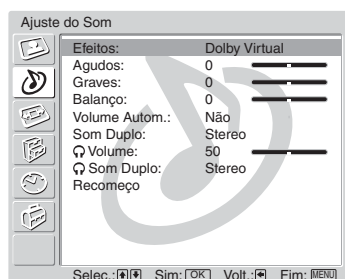 Ajuste do Som
Efeitos: Dolby Virtual
Agudos: 0
Graves: 0
Balanço: 0
Volume Autom.: Não
Som Duplo: Stereo
Volume: 50
Som Duplo: Stereo
Recomeço
Selec.: Sim: OK Volt.: Fim: MENU